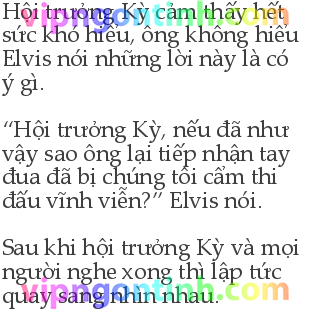 Hội trưởng Kỳ cảm thấy hết
sức khó hiểu, ông không hiểu
Elvis nói những lời này là có
ý gì.
“Hội trưởng Kỳ, nếu đã như
vậy sao ông lại tiếp nhận tay
đua đã bị chúng tôi cẩm thi
đấu vĩnh viễn?” Elvis nói.
Sau khi hội trưởng Kỳ và mọi
người nghe xong thì lập tức
quay sang nhìn nhau.
vipngontinh.com
vipngontinh.com